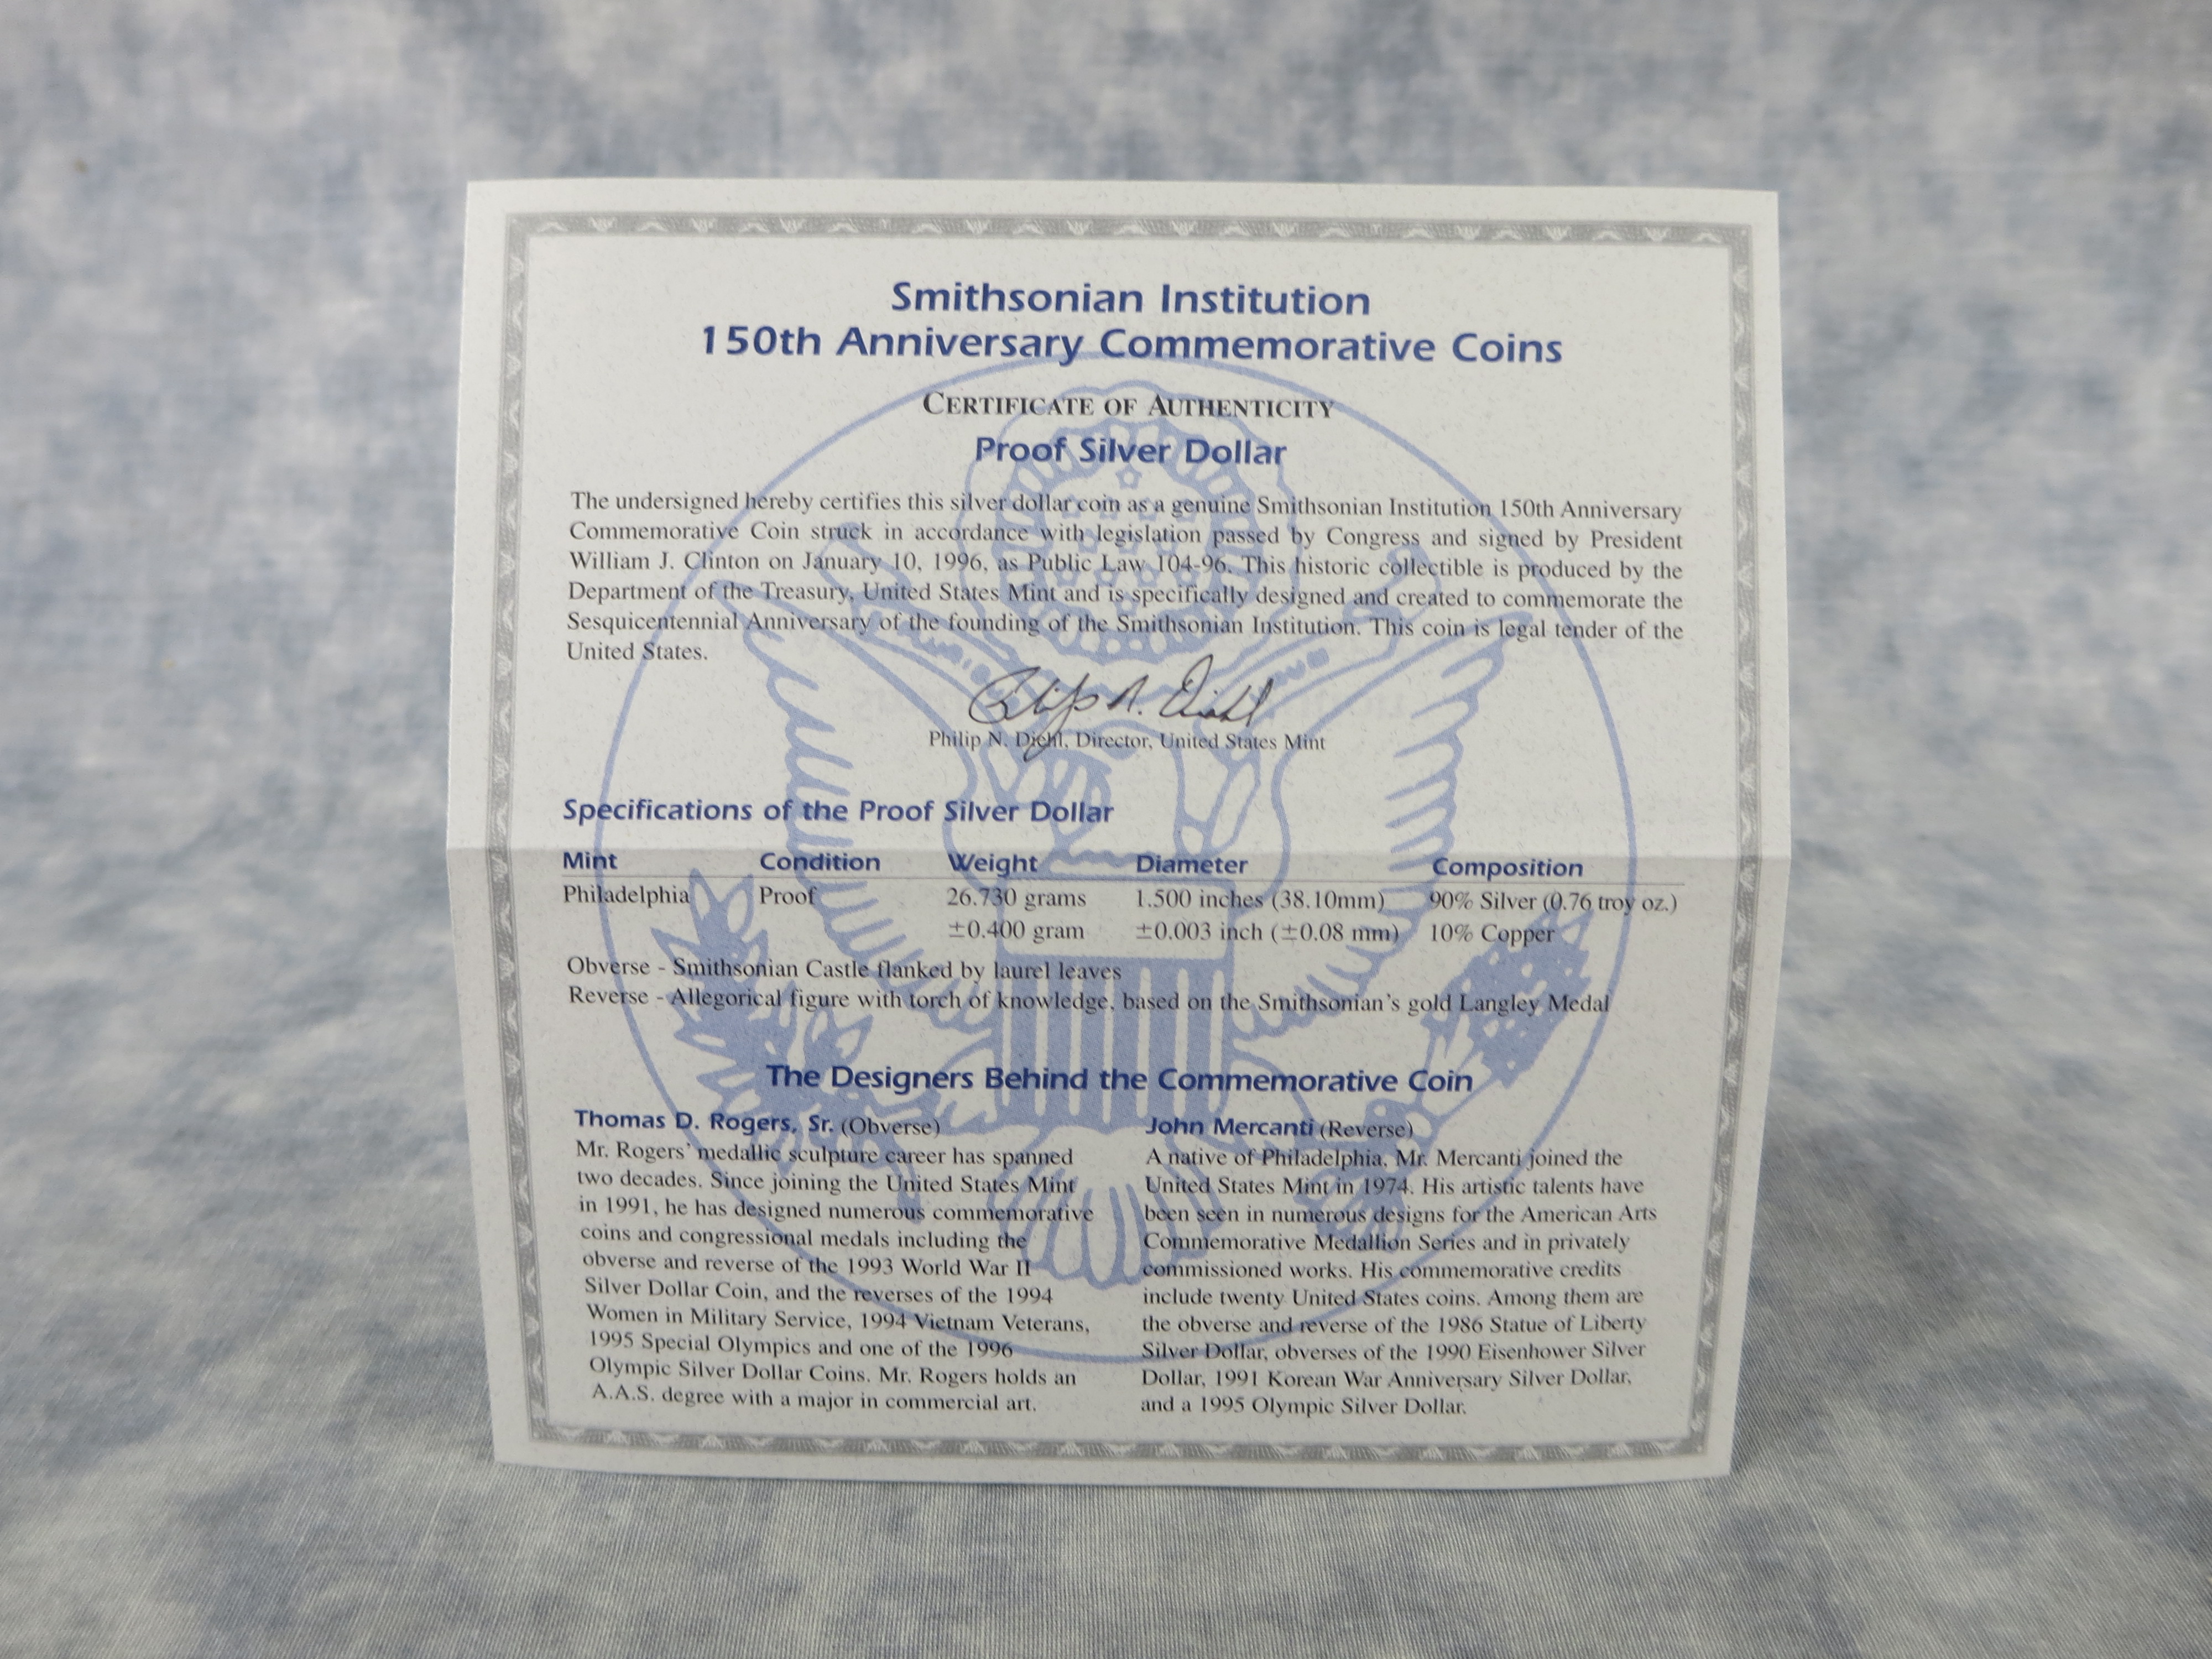 Smithsonian Institution
150th Anniversary Commemorative Coins
CERTIFICATE OF AUTHENTICITY
Proof Silver Dollar
The undersigned hereby certifies this silver dollar coin as a genuine Smithsonian Institution 150th Anniversary
Commemorative Coin struck in accordance with legislation passed by Congress and signed by President
William J. Clinton on January 10, 1996, as Public Law 104-96. This historic collectible is produced by the
Department of the Treasury, United States Mint and is specifically designed and created to commemorate the
Sesquicentennial Anniversary of the founding of the Smithsonian Institution. This coin is legal tender of the
United States.
Philip N. Diehl
Philip N. Diehl, Director, United States Mint
Specifications of the Proof Silver Dollar
Mint Condition Weight Diameter Composition
Philadelphia Proof 26.730 grams 1.500 inches (38.10mm) 90% Silver (0.76 troy oz.)
±0.400 gram ±0.003 inch (±0.08 mm) 10% Copper
Obverse - Smithsonian Castle flanked by laurel leaves
Reverse - Allegorical figure with torch of knowledge, based on the Smithsonian's gold Langley Medal
The Designers Behind the Commemorative Coin
Thomas D. Rogers, Sr. (Obverse)
Mr. Rogers' medallic sculpture career has spanned
two decades. Since joining the United States Mint
in 1991, he has designed numerous commemorative
coins and congressional medals including the
obverse and reverse of the 1993 World War II
Silver Dollar Coin, and the reverses of the 1994
Women in Military Service, 1994 Vietnam Veterans,
1995 Special Olympics and one of the 1996
Olympic Silver Dollar Coins. Mr. Rogers holds an
A.A.S. degree with a major in commercial art.
John Mercanti (Reverse)
A native of Philadelphia, Mr. Mercanti joined the
United States Mint in 1974. His artistic talents have
been seen in numerous designs for the American Arts
Commemorative Medallion Series and in privately
commissioned works. His commemorative credits
include twenty United States coins. Among them are
the obverse and reverse of the 1986 Statue of Liberty
Silver Dollar, obverses of the 1990 Eisenhower Silver
Dollar, 1991 Korean War Anniversary Silver Dollar,
and a 1995 Olympic Silver Dollar.